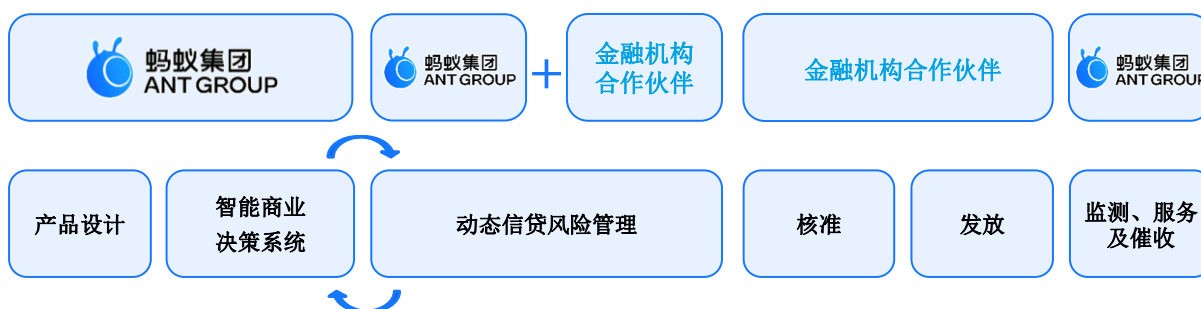 蚂蚁集团
ANT GROUP
蚂蚁集团
ANT GROUP
+
金融机构
合作伙伴
金融机构合作伙伴
蚂蚁集团
ANT GROUP
产品设计
智能商业
决策系统
动态信贷风险管理
核准
发放
监测、服务
及催收